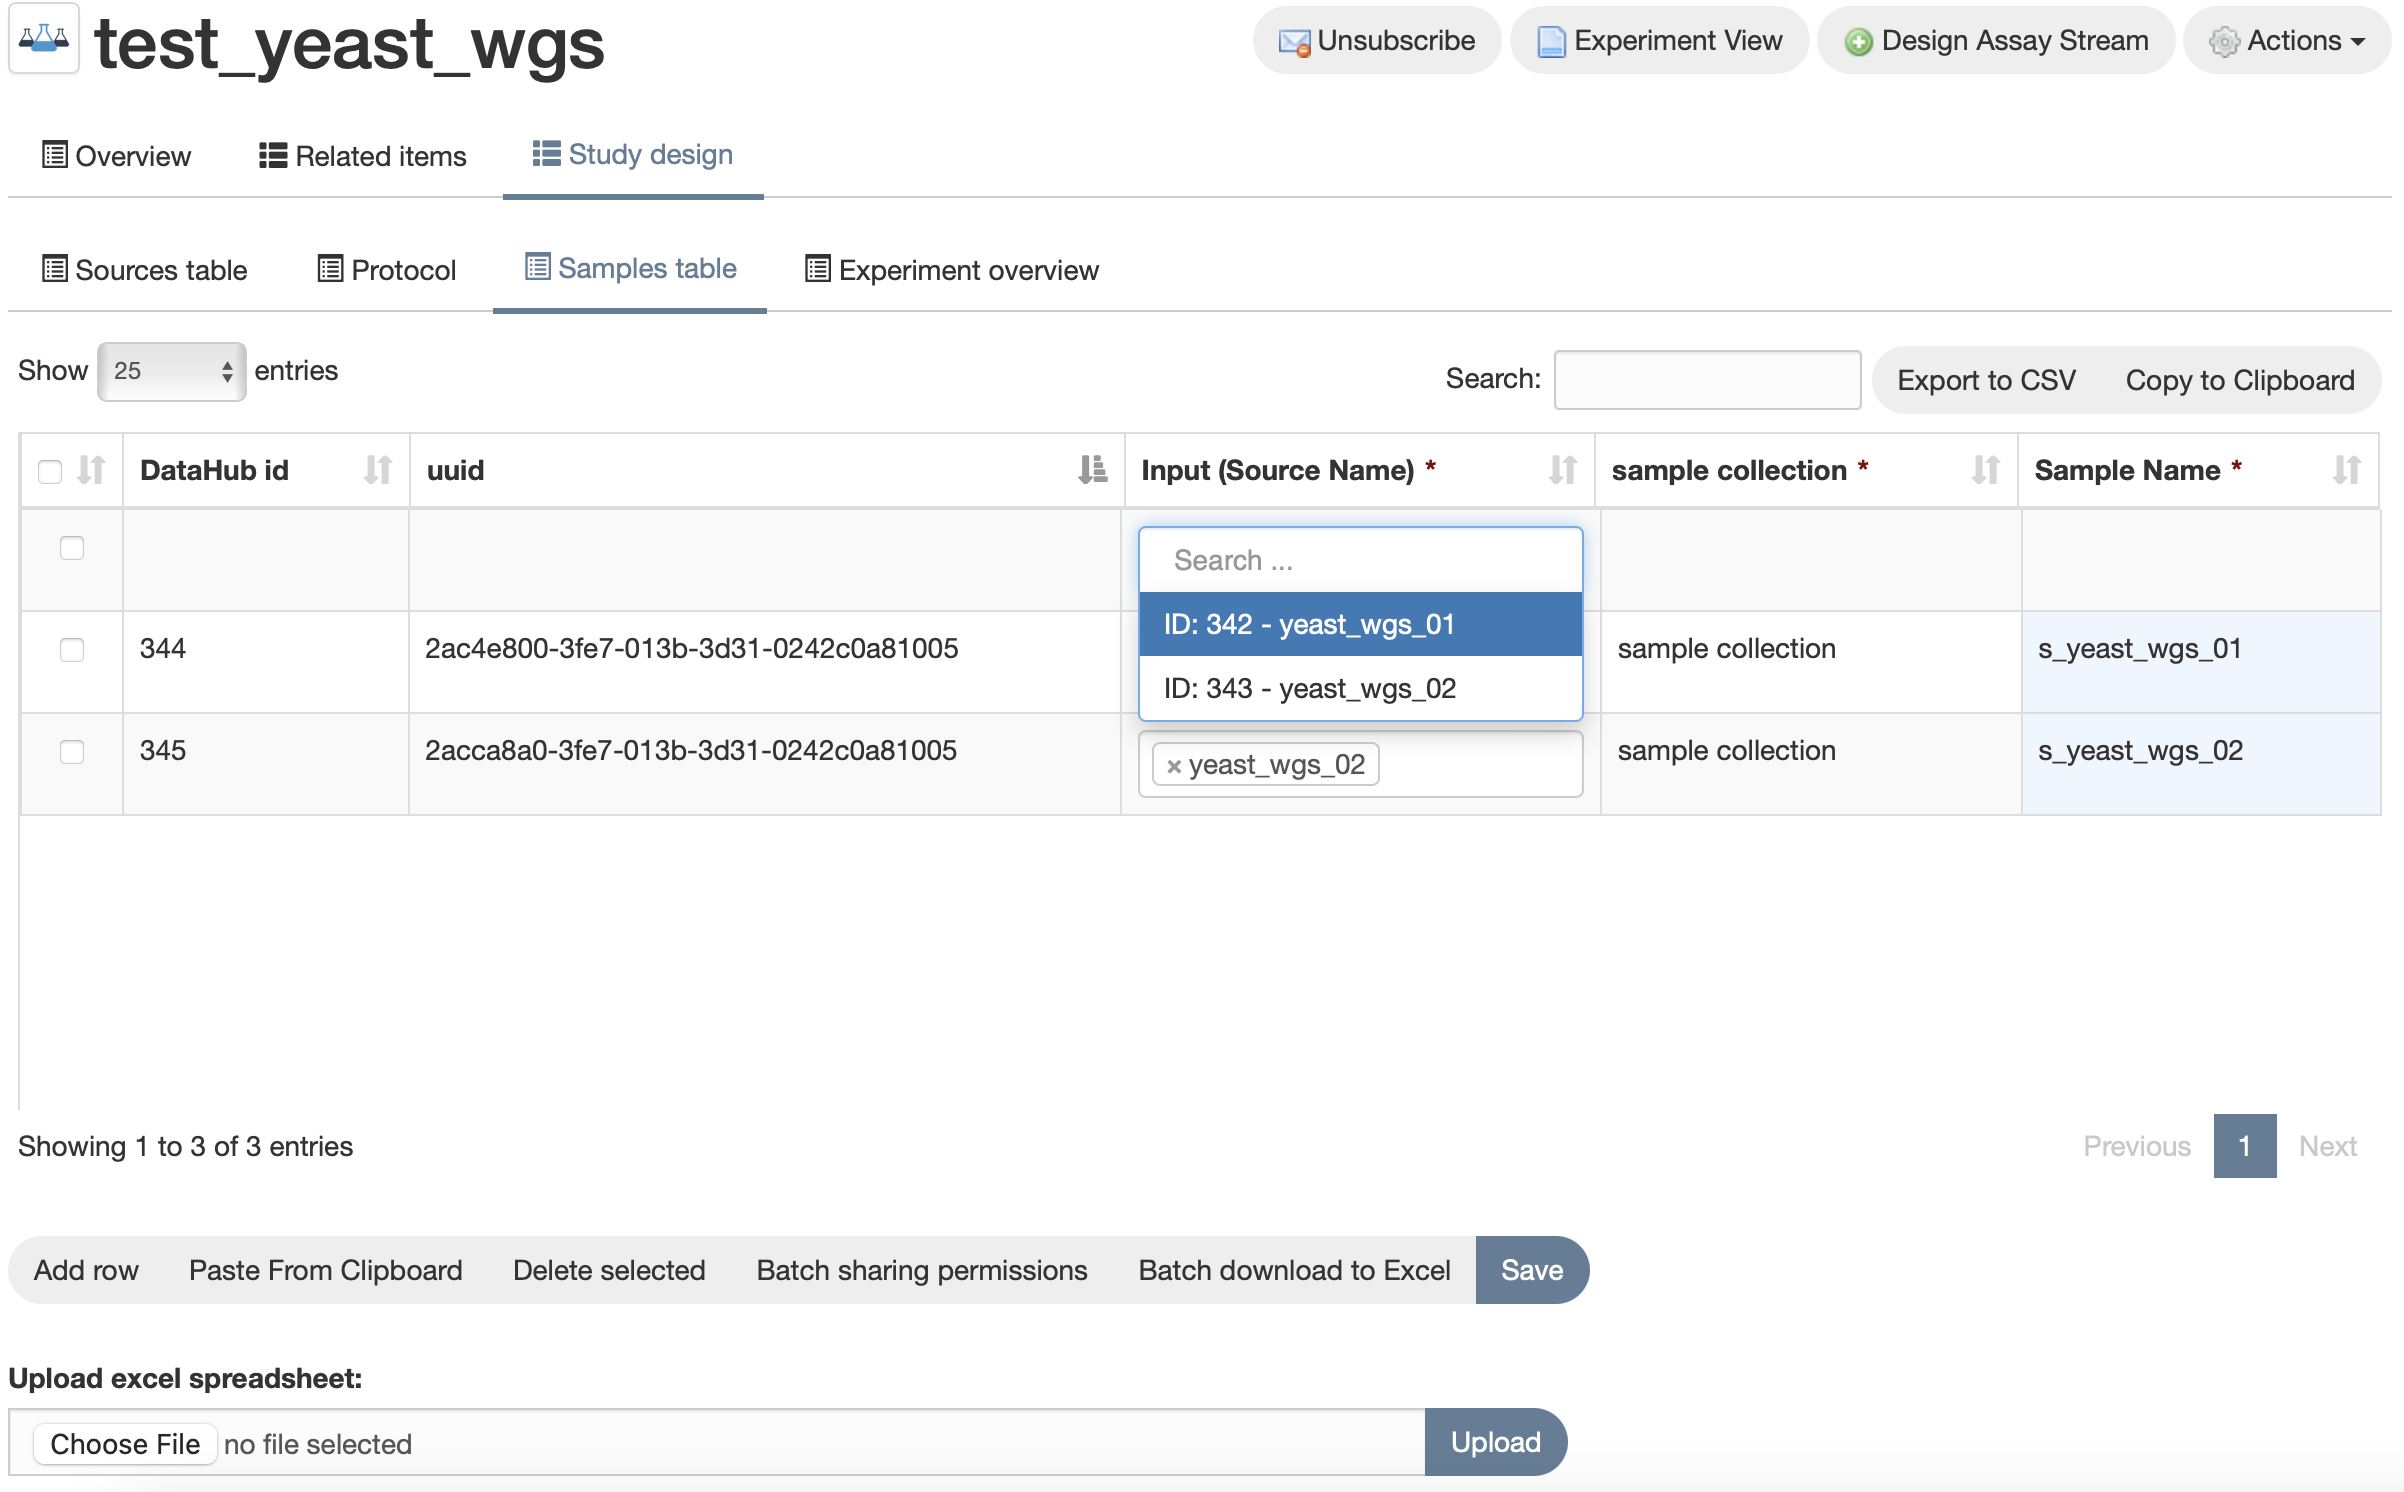 test_yeast_wgs
Unsubscribe Experiment View Design Assay Stream Actions
Overview Related items Study design
Sources table Protocol Samples table Experiment overview
Show 25 entries Search: Export to CSV Copy to Clipboard
DataHub id uuid Input (Source Name) * sample collection * Sample Name *
Search ...
ID: 342 - yeast_wgs_01
344 2ac4e800-3fe7-013b-3d31-0242c0a81005 sample collection s_yeast_wgs_01
ID: 343 - yeast_wgs_02
345 2acca8a0-3fe7-013b-3d31-0242c0a81005 × yeast_wgs_02 sample collection s_yeast_wgs_02
Showing 1 to 3 of 3 entries Previous 1 Next
Add row Paste From Clipboard Delete selected Batch sharing permissions Batch download to Excel Save
Upload excel spreadsheet:
Choose File no file selected Upload